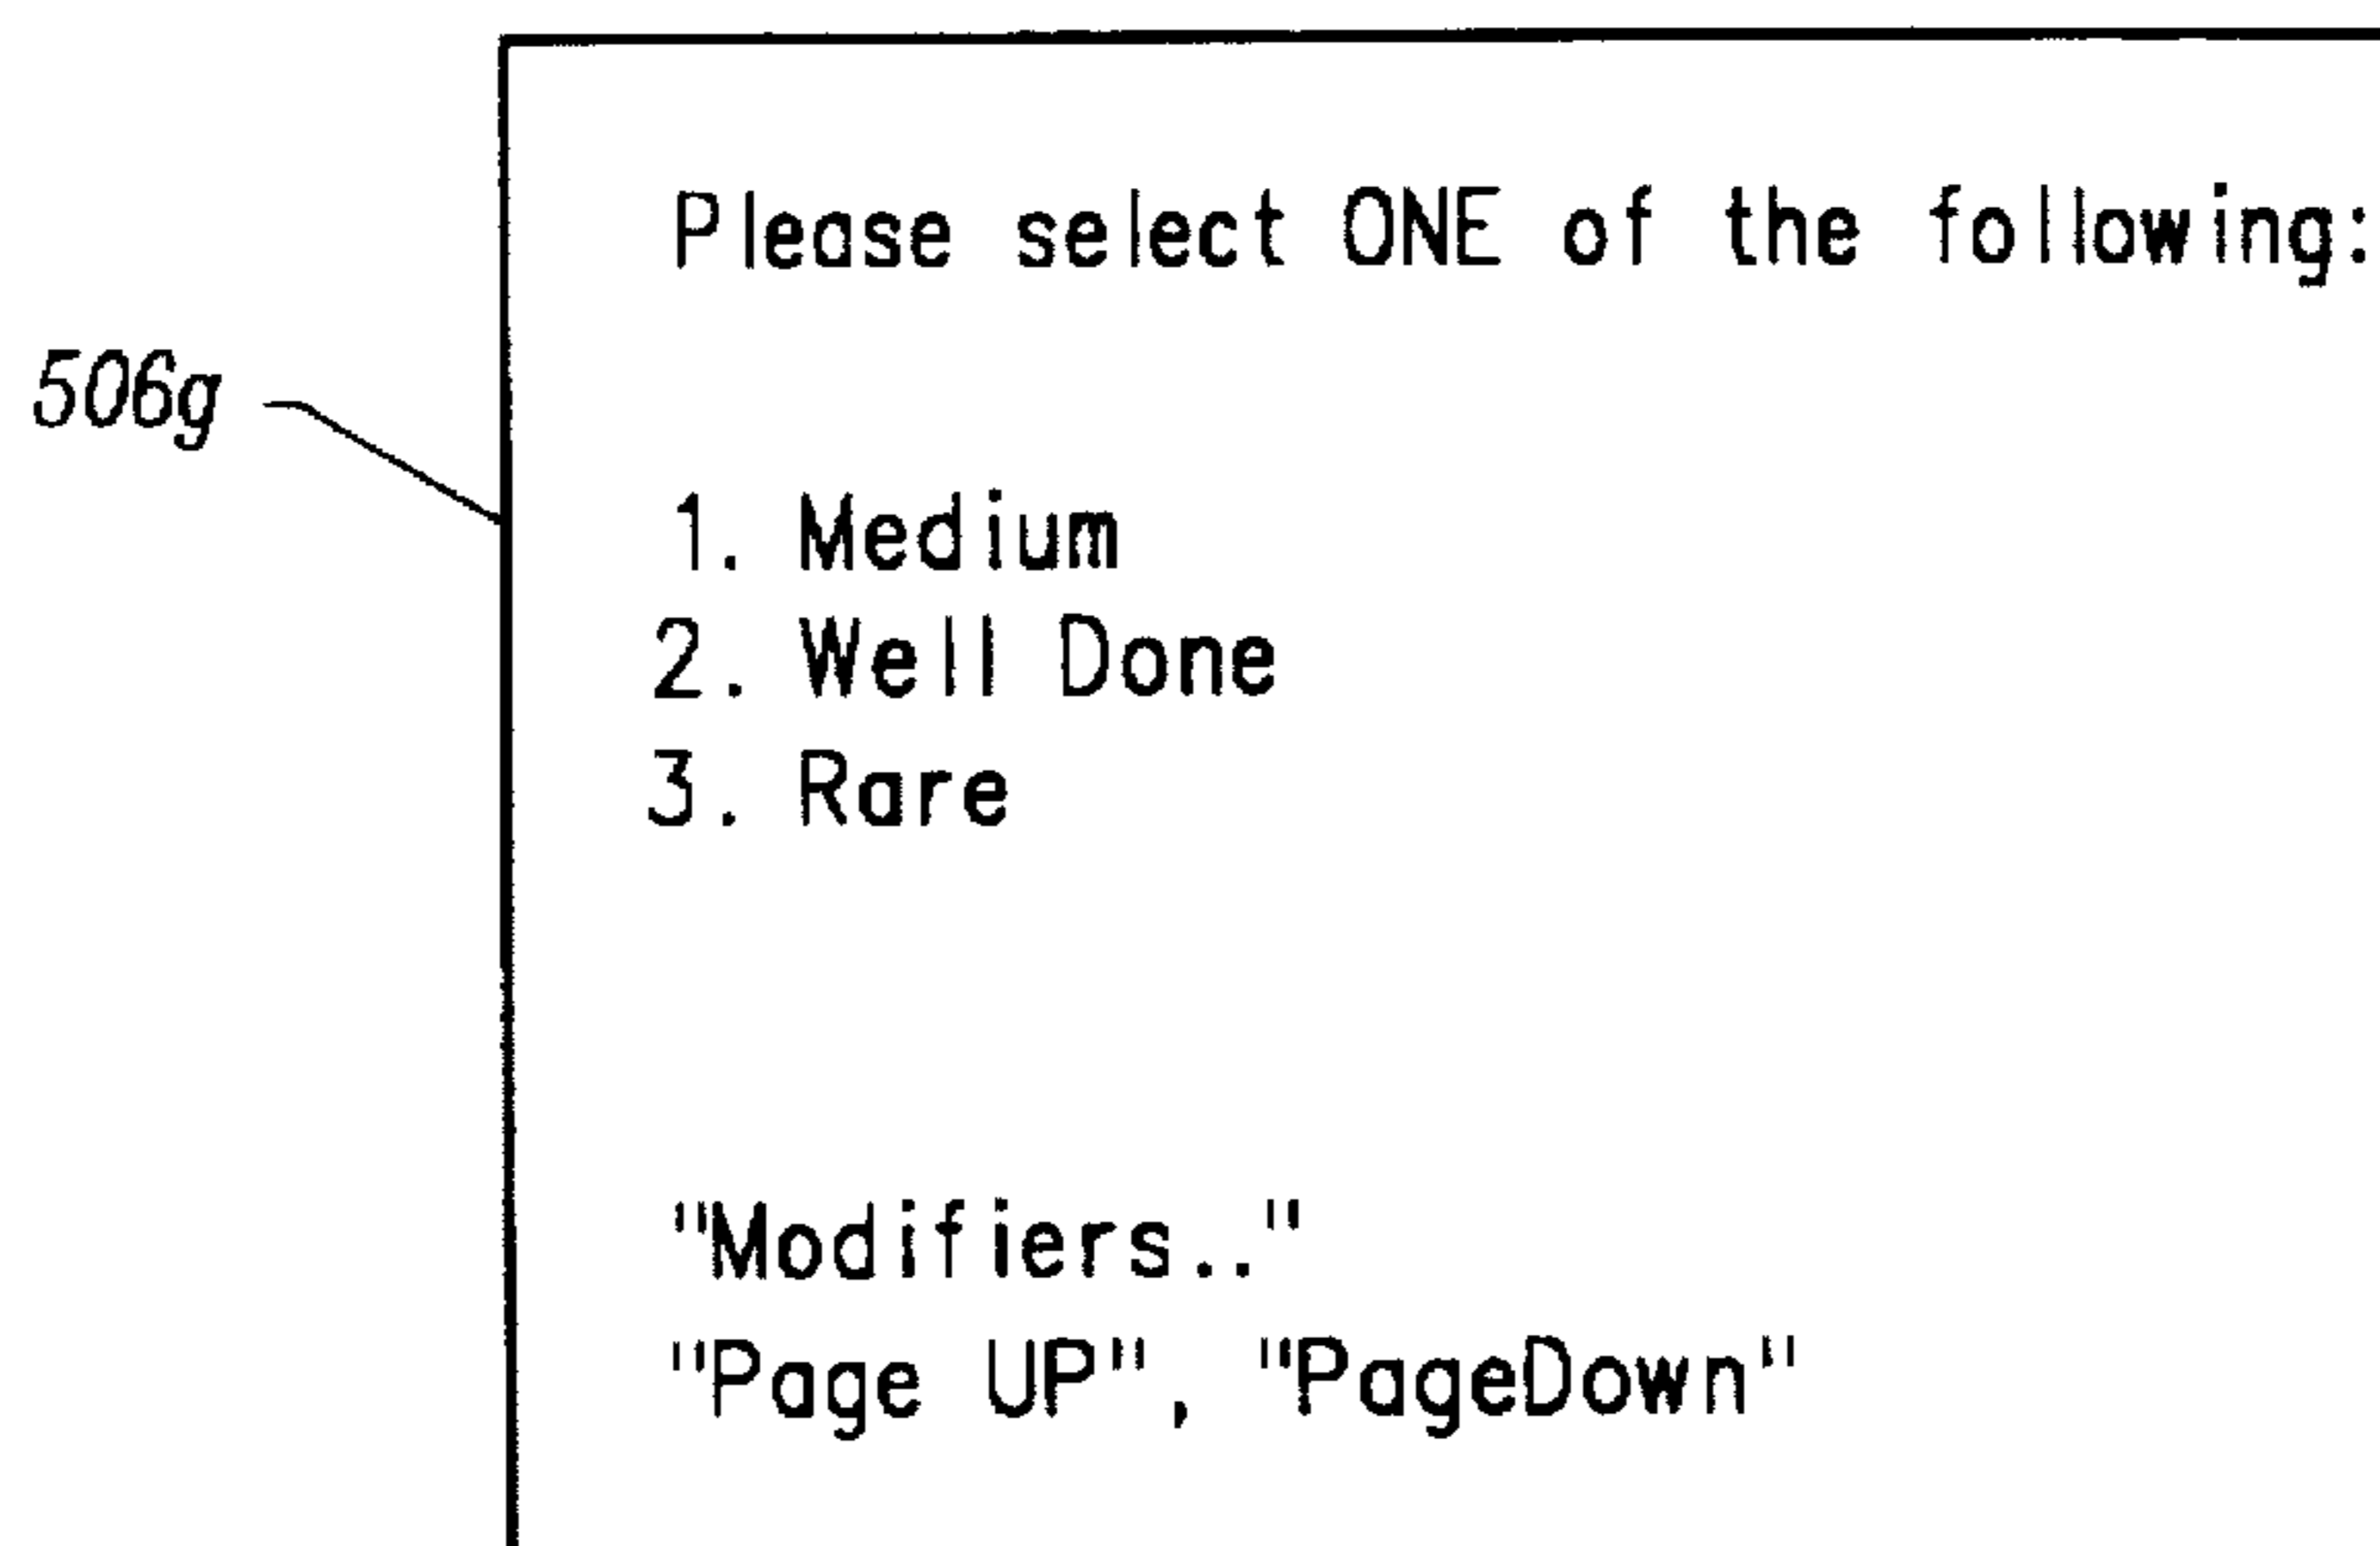 Please select ONE of the following:
506g
1. Medium
2. Well Done
3. Rare
"Modifiers.."
"Page UP", "PageDown"